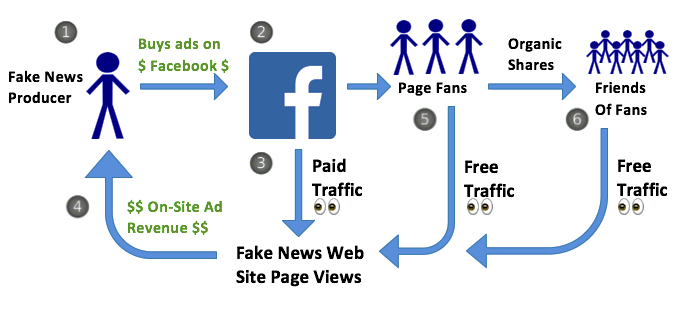 1
2
Buys ads on
$ Facebook $
Fake News
Producer
f
Page Fans
Organic
Shares
Friends
Of Fans
3
Paid
Traffic
5
Free
Traffic
6
Free
Traffic
4
$$ On-Site Ad
Revenue $$
Fake News Web
Site Page Views